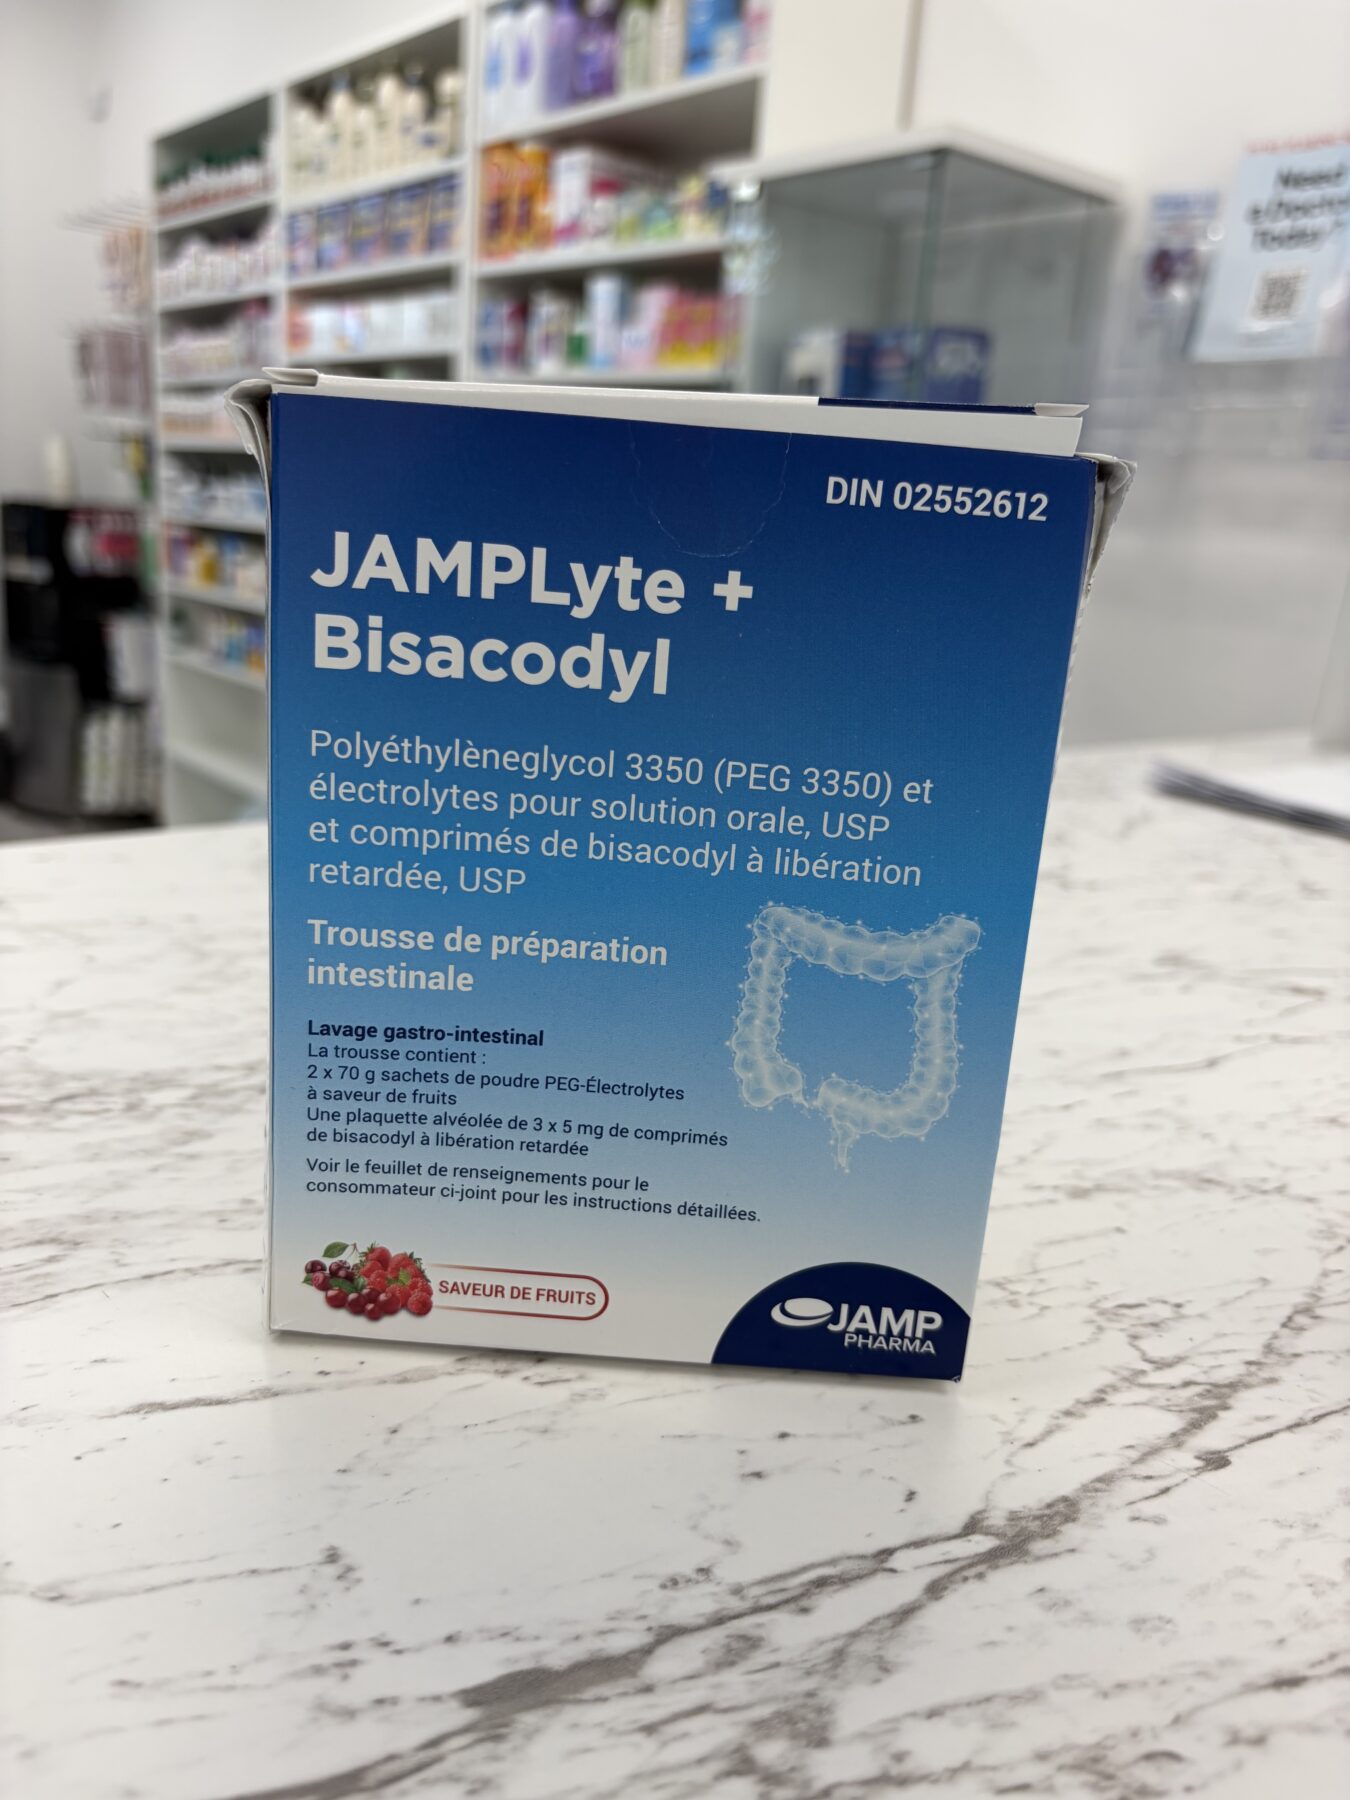 DIN 02552612
JAMPLyte +
Bisacodyl
Polyéthylèneglycol 3350 (PEG 3350) et
électrolytes pour solution orale, USP
et comprimés de bisacodyl à libération
retardée, USP
Trousse de préparation
intestinale
Lavage gastro-intestinal
La trousse contient :
2 x 70 g sachets de poudre PEG-Électrolytes
à saveur de fruits
Une plaquette alvéolée de 3 x 5 mg de comprimés
de bisacodyl à libération retardée
Voir le feuillet de renseignements pour le
consommateur ci-joint pour les instructions détaillées.
SAVEUR DE FRUITS
JAMP
PHARMA
Need
a Doctor
Today